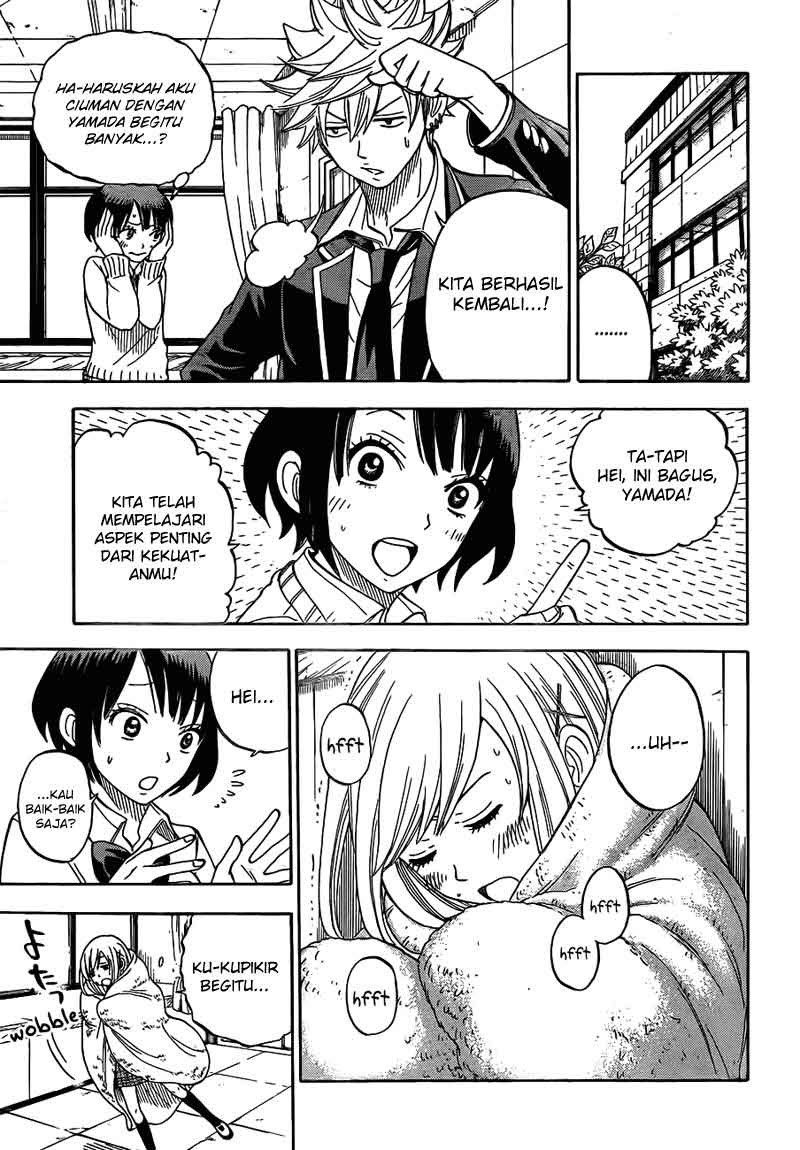 .......
KITA BERHASIL
KEMBALI...!
HA-HARUSKAH AKU
CIUMAN DENGAN
YAMADA BEGITU
BANYAK...?
TA-TAPI
HEI, INI BAGUS,
YAMADA!
KITA TELAH
MEMPELAJARI
ASPEK PENTING
DARI KEKUAT-
ANMU!
...UH--
hfft
hfft
hfft
hfft
HEI...
...KAU
BAIK-BAIK
SAJA?
KU-KUPIKIR
BEGITU...
よたっ
wobble